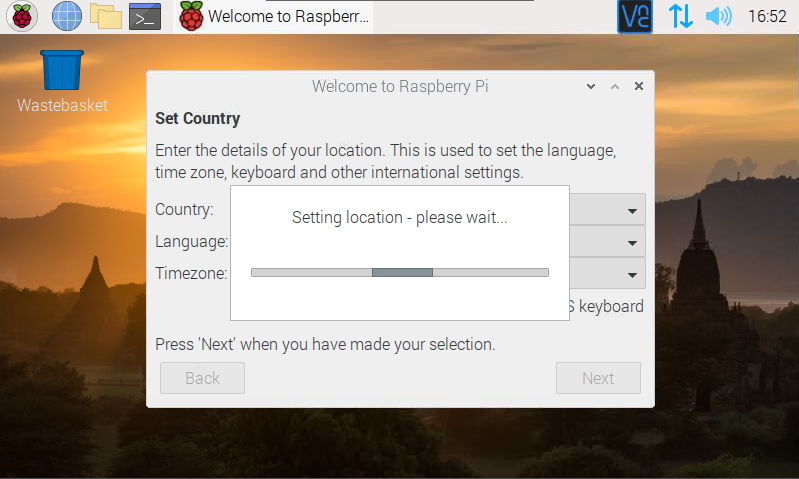 Welcome to Raspberr...
16:52
Wastebasket
Welcome to Raspberry Pi
Set Country
Enter the details of your location. This is used to set the language,
time zone, keyboard and other international settings.
Country:
Setting location - please wait...
Language:
Timezone:
keyboard
Press 'Next' when you have made your selection.
Back
Next